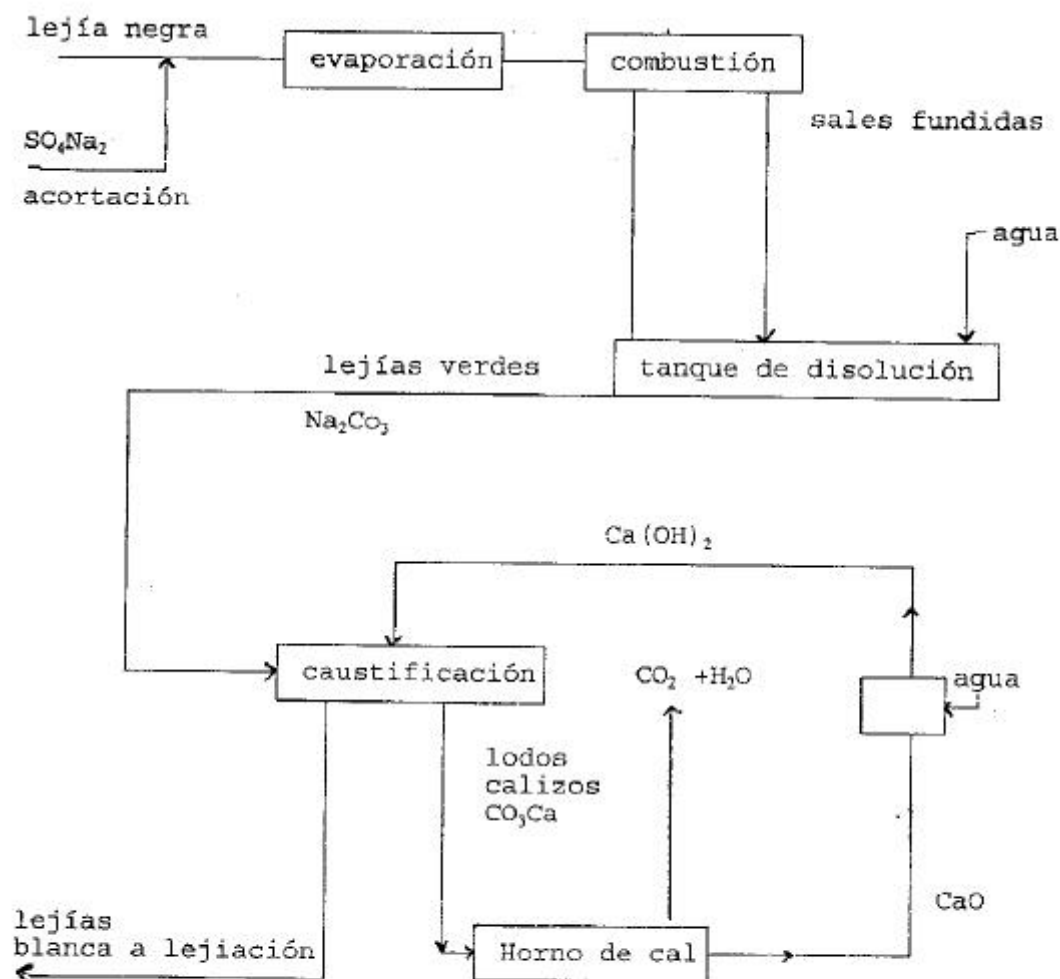 lejía negra
evaporación
combustión
SO₄Na₂
acortación
sales fundidas
agua
tanque de disolución
lejías verdes
Na₂Co₃
Ca(OH)₂
caustificación
CO₂ +H₂O
agua
lodos
calizos
CO₃Ca
CaO
lejías
blanca a lejiación
Horno de cal